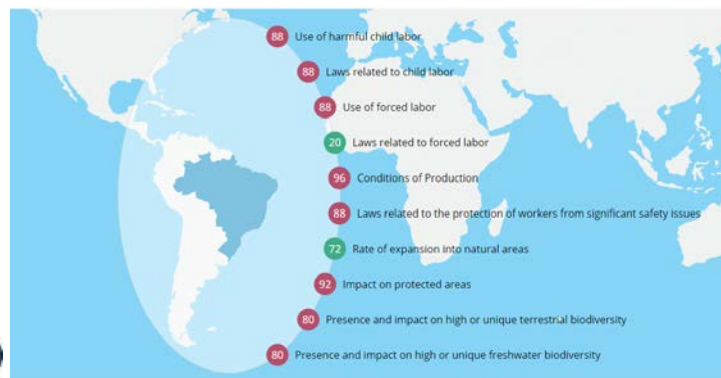 88 Use of harmful child labor
88 Laws related to child labor
88 Use of forced labor
20 Laws related to forced labor
96 Conditions of Production
88 Laws related to the protection of workers from significant safety issues
72 Rate of expansion into natural areas
92 Impact on protected areas
80 Presence and impact on high or unique terrestrial biodiversity
80 Presence and impact on high or unique freshwater biodiversity